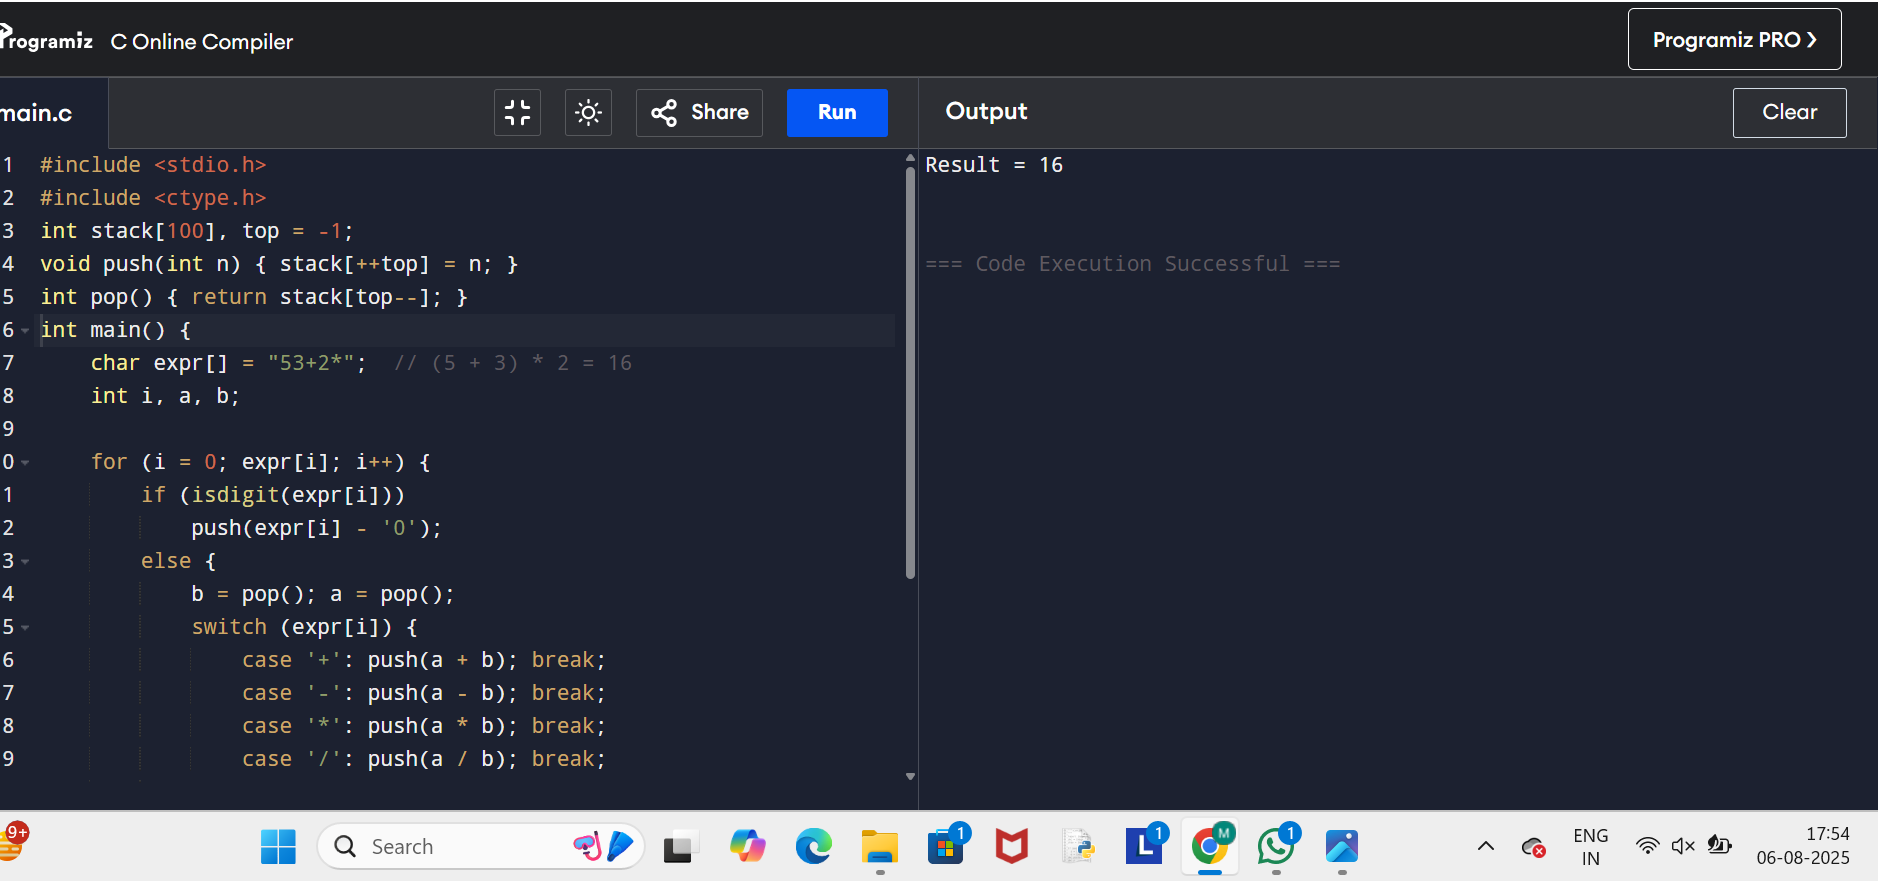 Programiz C Online Compiler
Programiz PRO ❯
main.c
Share
Run
Output
Clear
1 #include <stdio.h>
2 #include <ctype.h>
3 int stack[100], top = -1;
4 void push(int n) { stack[++top] = n; }
5 int pop() { return stack[top--]; }
6 int main() {
7     char expr[] = "53+2*";  // (5 + 3) * 2 = 16
8     int i, a, b;
9
0     for (i = 0; expr[i]; i++) {
1         if (isdigit(expr[i]))
2             push(expr[i] - '0');
3         else {
4             b = pop(); a = pop();
5             switch (expr[i]) {
6                 case '+': push(a + b); break;
7                 case '-': push(a - b); break;
8                 case '*': push(a * b); break;
9                 case '/': push(a / b); break;
Result = 16
=== Code Execution Successful ===
9+
Search
1
L
1
M
1
ENG
IN
17:54
06-08-2025